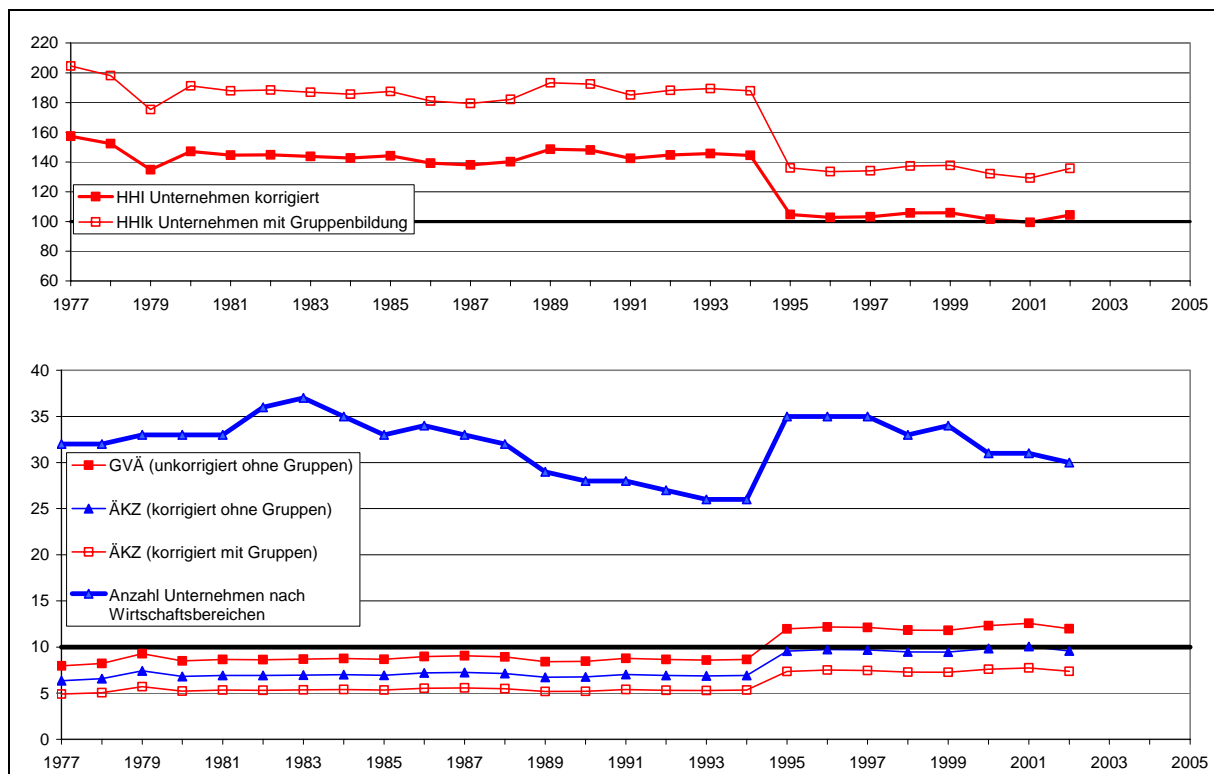 220
200
180
160
140
120
100
80
60
HHI Unternehmen korrigiert
HHIk Unternehmen mit Gruppenbildung
1977 1979 1981 1983 1985 1987 1989 1991 1993 1995 1997 1999 2001 2003 2005
40
35
30
25
20
15
10
5
0
GVÄ (unkorrigiert ohne Gruppen)
ÄKZ (korrigiert ohne Gruppen)
ÄKZ (korrigiert mit Gruppen)
Anzahl Unternehmen nach
Wirtschaftsbereichen
1977 1979 1981 1983 1985 1987 1989 1991 1993 1995 1997 1999 2001 2003 2005